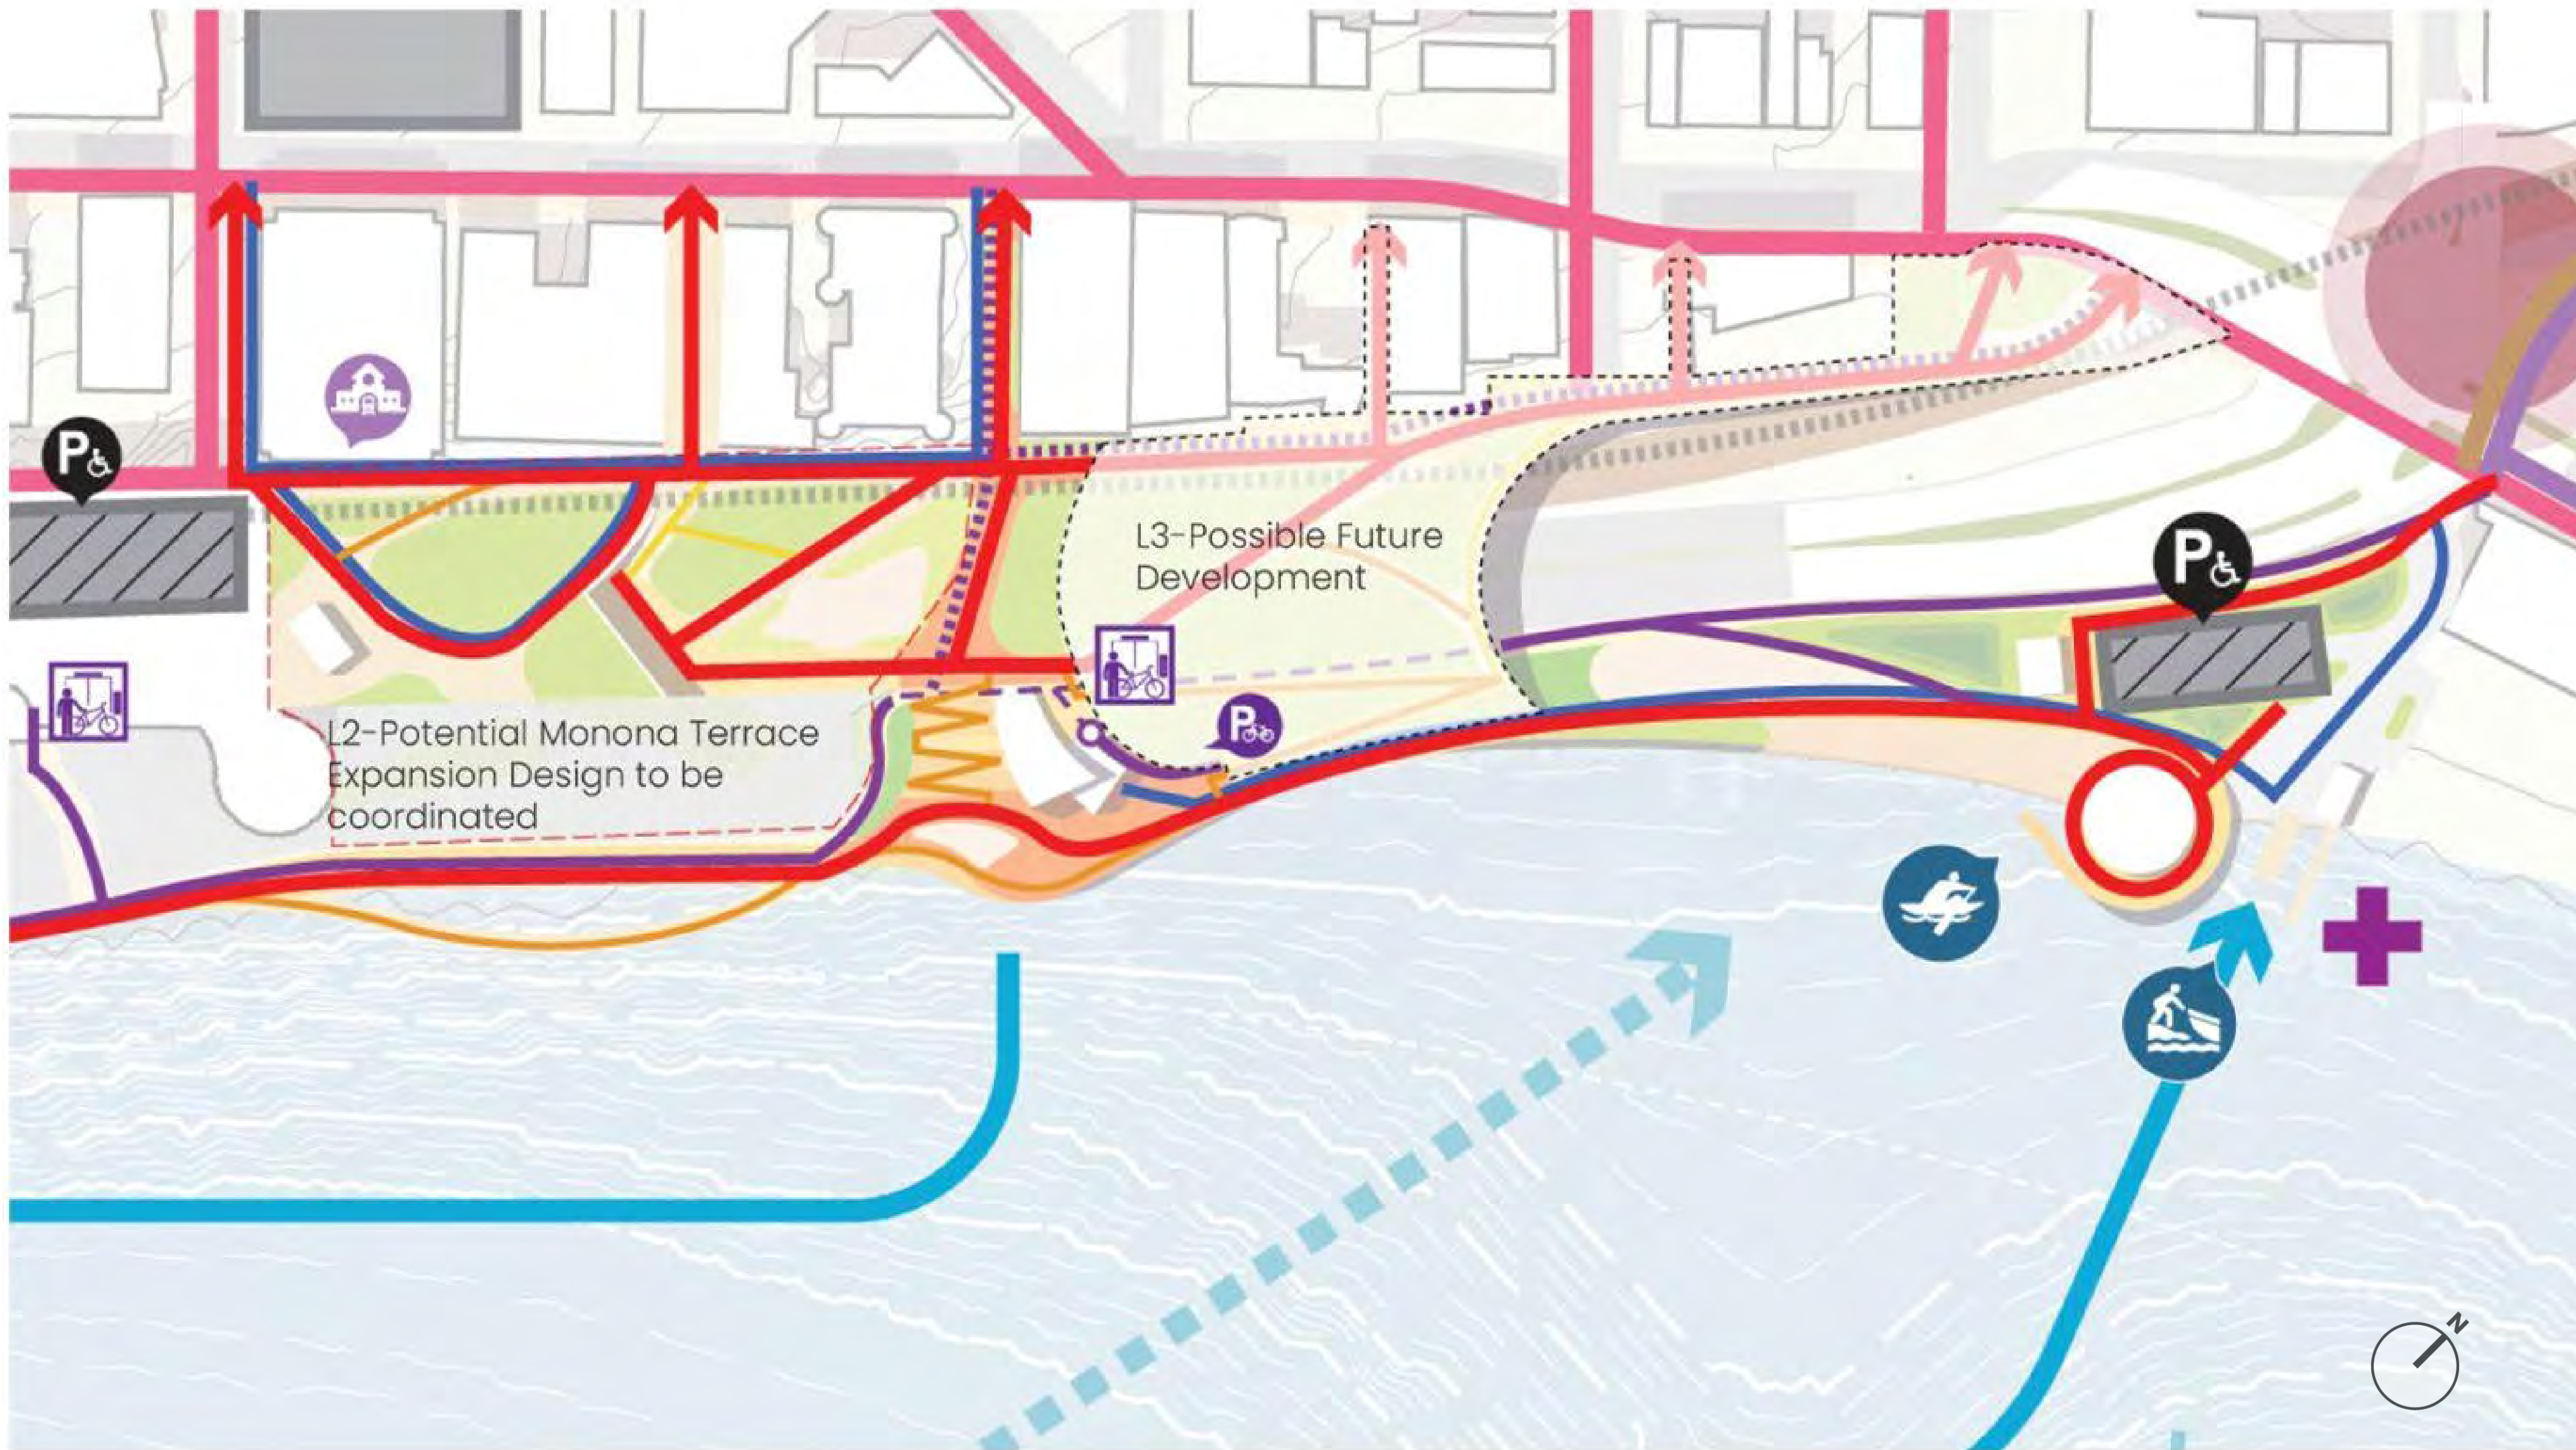 P
L3-Possible Future
Development
P
L2-Potential Monona Terrace
Expansion Design to be
coordinated
P
N